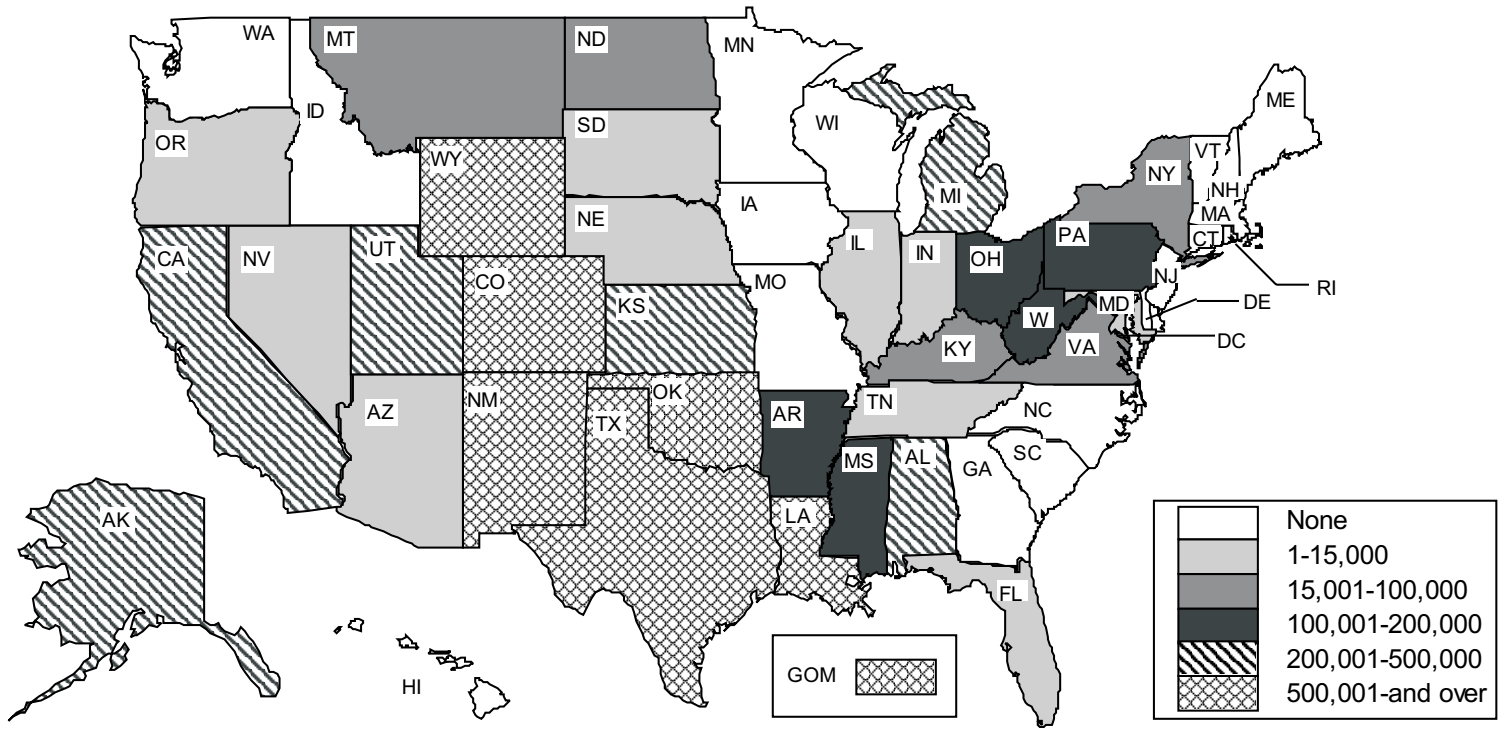 WA
MT
ND
MN
ME
ID
OR
SD
WI
VT
WY
NY
NH
MI
MA
IA
NE
CT
PA
IL
IN
OH
CA
NV
UT
NJ
CO
MO
RI
KS
MD
DE
W
DC
KY
VA
AZ
NM
OK
TN
NC
TX
AR
SC
MS
AL
GA
LA
AK
FL
HI
GOM
None
1-15,000
15,001-100,000
100,001-200,000
200,001-500,000
500,001-and over